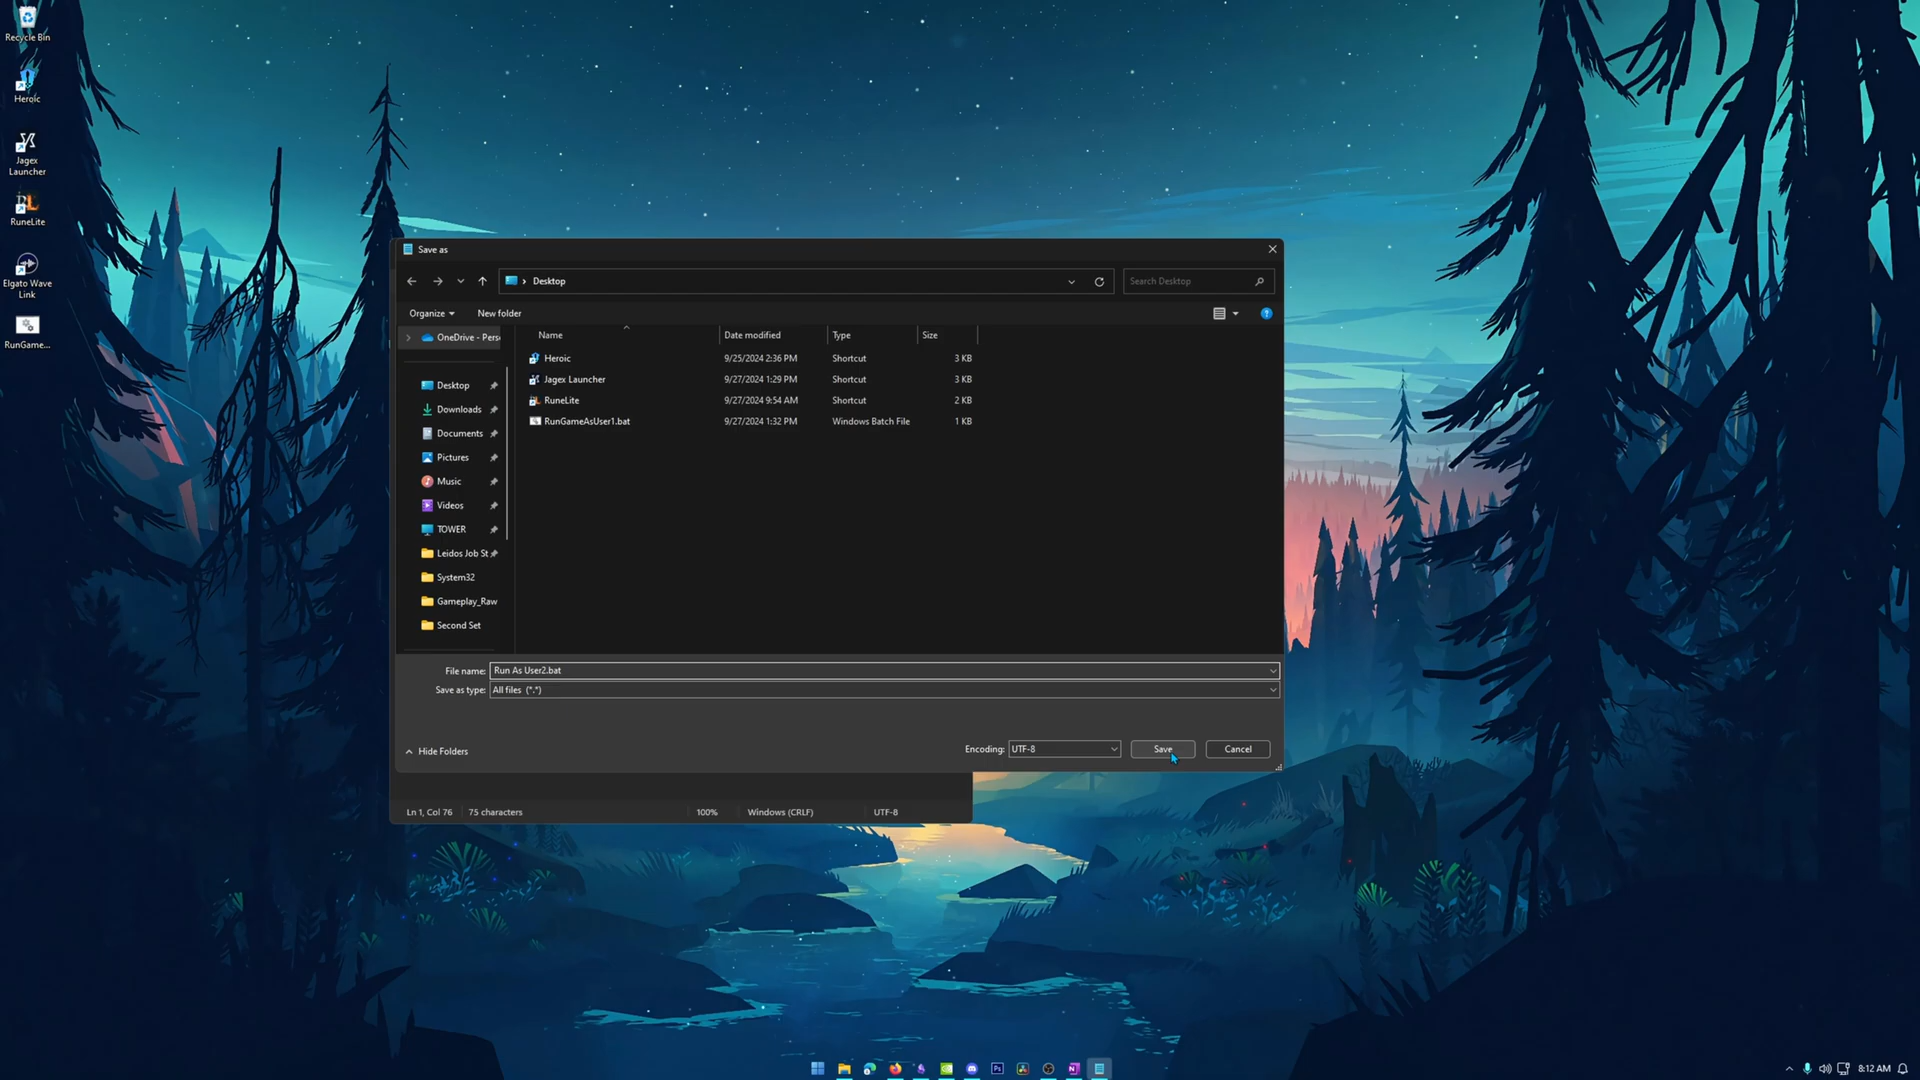 Recycle Bin
Heroic
Jagex
Launcher
RuneLite
Elgato Wave
Link
RunGame...
Save as
Desktop
Search Desktop
Organize
New folder
OneDrive - Pers
Desktop
Downloads
Documents
Pictures
Music
Videos
TOWER
Leidos Job St
System32
Gameplay_Raw
Second Set
Name Date modified Type Size
Heroic 9/25/2024 2:36 PM Shortcut 3 KB
Jagex Launcher 9/27/2024 1:29 PM Shortcut 3 KB
RuneLite 9/27/2024 9:54 AM Shortcut 2 KB
RunGameAsUser1.bat 9/27/2024 1:32 PM Windows Batch File 1 KB
File name: Run As User2.bat
Save as type: All files (*.*)
Hide Folders
Encoding: UTF-8
Save
Cancel
Ln 1, Col 76 75 characters 100% Windows (CRLF) UTF-8
8:12 AM